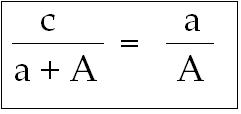 c / (a + A) = a / A